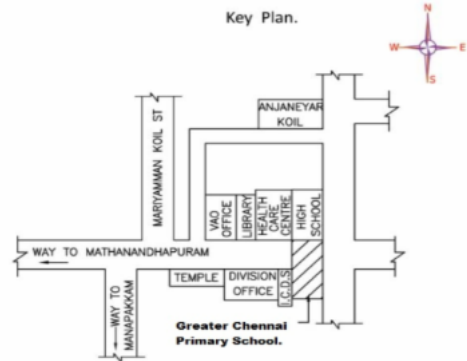 Key Plan.
N
W
E
S
ANJANEYAR
KOIL
MARIYAMMAN KOIL ST
VAO
OFFICE
LIBRARY
HEALTH
CARE
CENTRE
HIGH
SCHOOL
WAY TO MATHANANDHAPURAM
TEMPLE
DIVISION
OFFICE
I.C.D.S
WAY TO
MANAPAKKAM
Greater Chennai
Primary School.